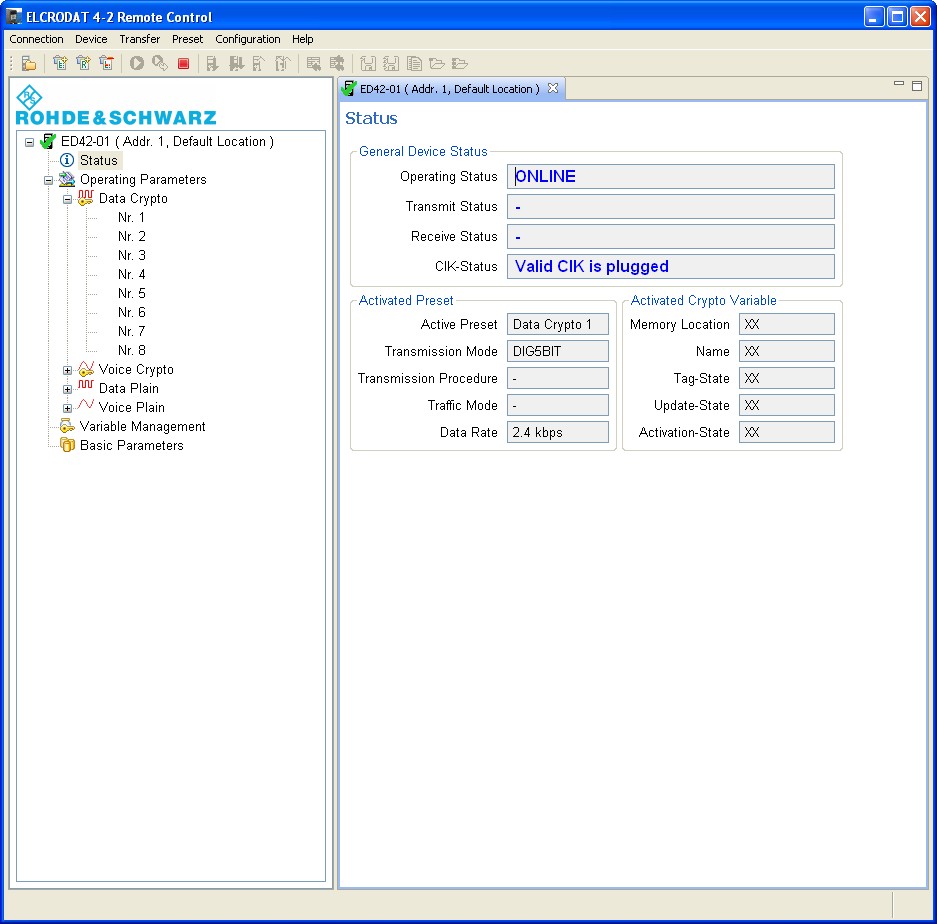 ELCRODAT 4-2 Remote Control
Connection Device Transfer Preset Configuration Help
ROHDE&SCHWARZ
ED42-01 ( Addr. 1, Default Location )
Status
Operating Parameters
Data Crypto
Nr. 1
Nr. 2
Nr. 3
Nr. 4
Nr. 5
Nr. 6
Nr. 7
Nr. 8
Voice Crypto
Data Plain
Voice Plain
Variable Management
Basic Parameters
ED42-01 ( Addr. 1, Default Location )
Status
General Device Status
Operating Status ONLINE
Transmit Status -
Receive Status -
CIK-Status Valid CIK is plugged
Activated Preset
Active Preset Data Crypto 1
Transmission Mode DIG5BIT
Transmission Procedure -
Traffic Mode -
Data Rate 2.4 kbps
Activated Crypto Variable
Memory Location XX
Name XX
Tag-State XX
Update-State XX
Activation-State XX